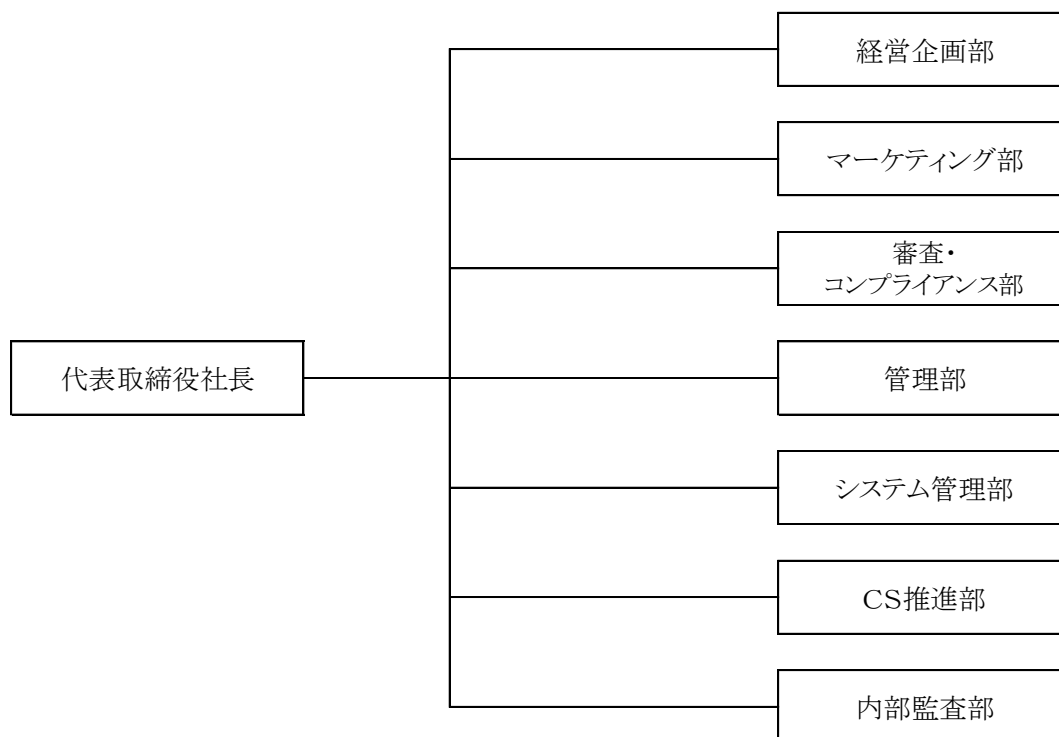 経営企画部
マーケティング部
審査・
コンプライアンス部
代表取締役社長
管理部
システム管理部
CS推進部
内部監査部